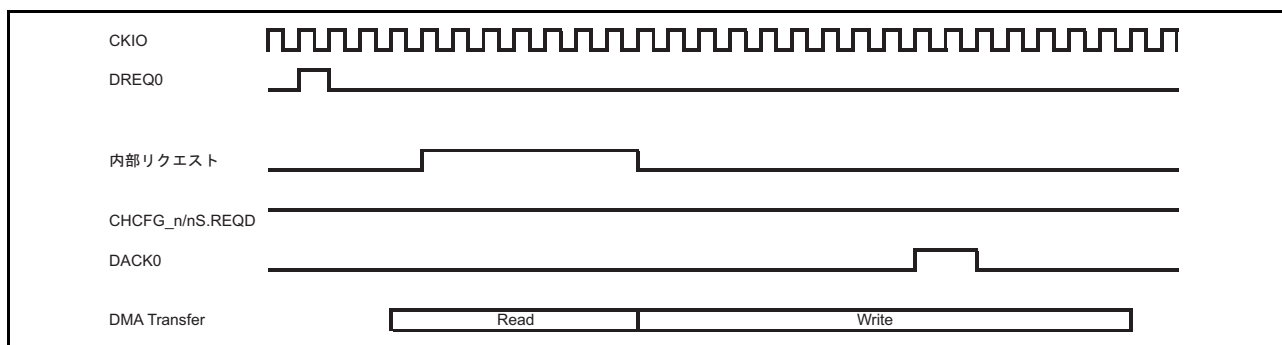 CKIO
DREQ0
内部リクエスト
CHCFG_n/nS.REQD
DACK0
DMA Transfer Read Write